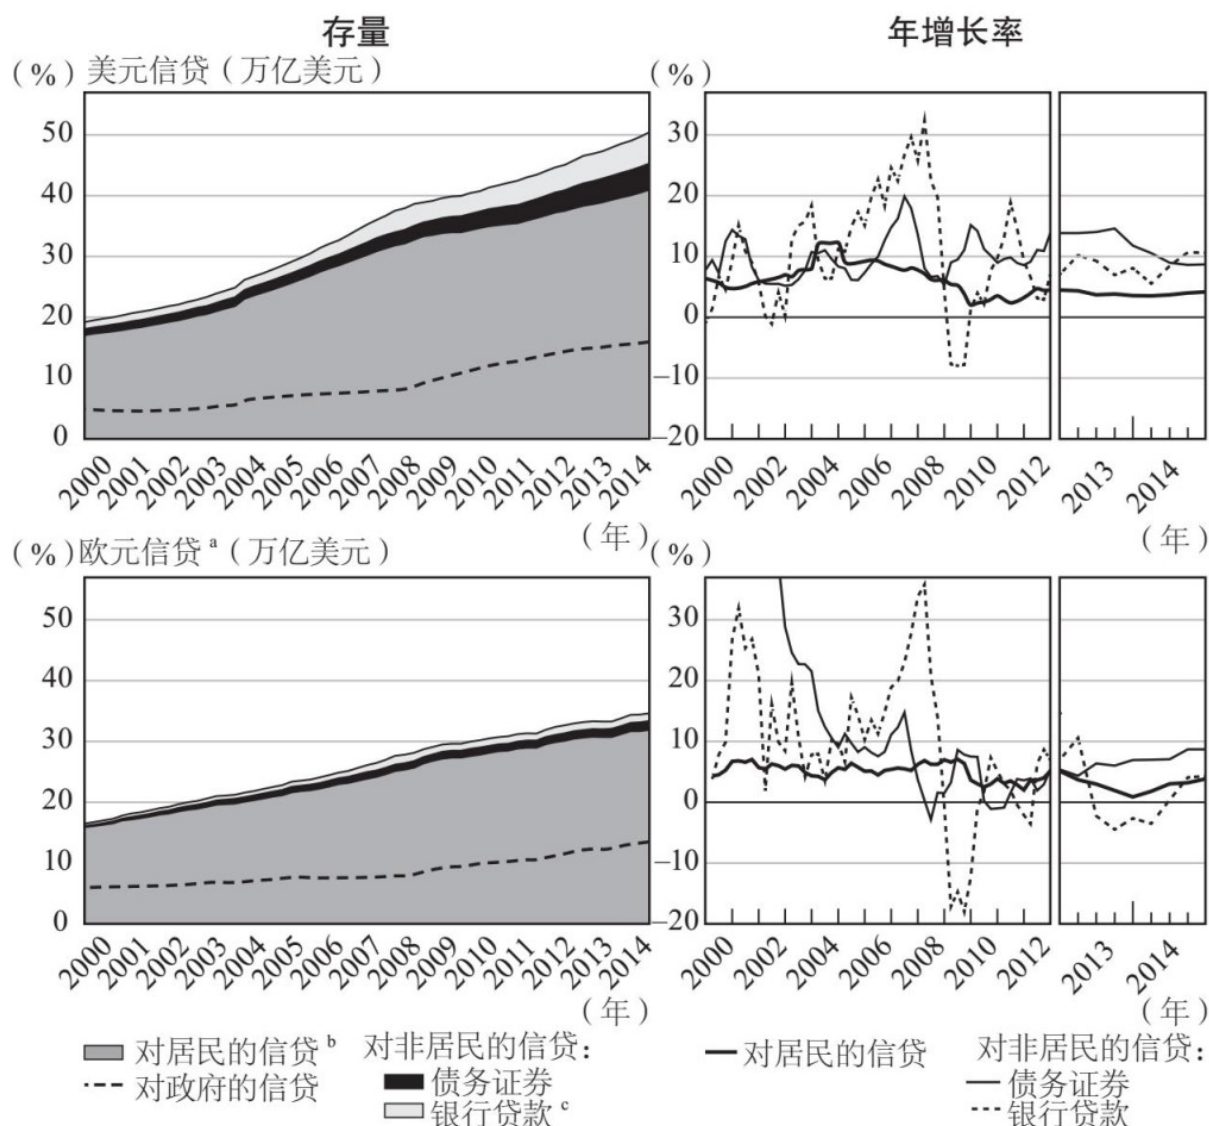 存量
年增长率
(%) 美元信贷（万亿美元）
(%)
50
40
30
20
10
0
2000 2001 2002 2003 2004 2005 2006 2007 2008 2009 2010 2011 2012 2013 2014
（年）
30
20
10
0
–10
–20
2000 2002 2004 2006 2008 2010 2012 2013 2014
（年）
(%) 欧元信贷 a（万亿美元）
(%)
50
40
30
20
10
0
2000 2001 2002 2003 2004 2005 2006 2007 2008 2009 2010 2011 2012 2013 2014
（年）
30
20
10
0
–10
–20
2000 2002 2004 2006 2008 2010 2012 2013 2014
（年）
对居民的信贷 b
对政府的信贷
对非居民的信贷：
债务证券
银行贷款 c
对居民的信贷
对非居民的信贷：
债务证券
银行贷款